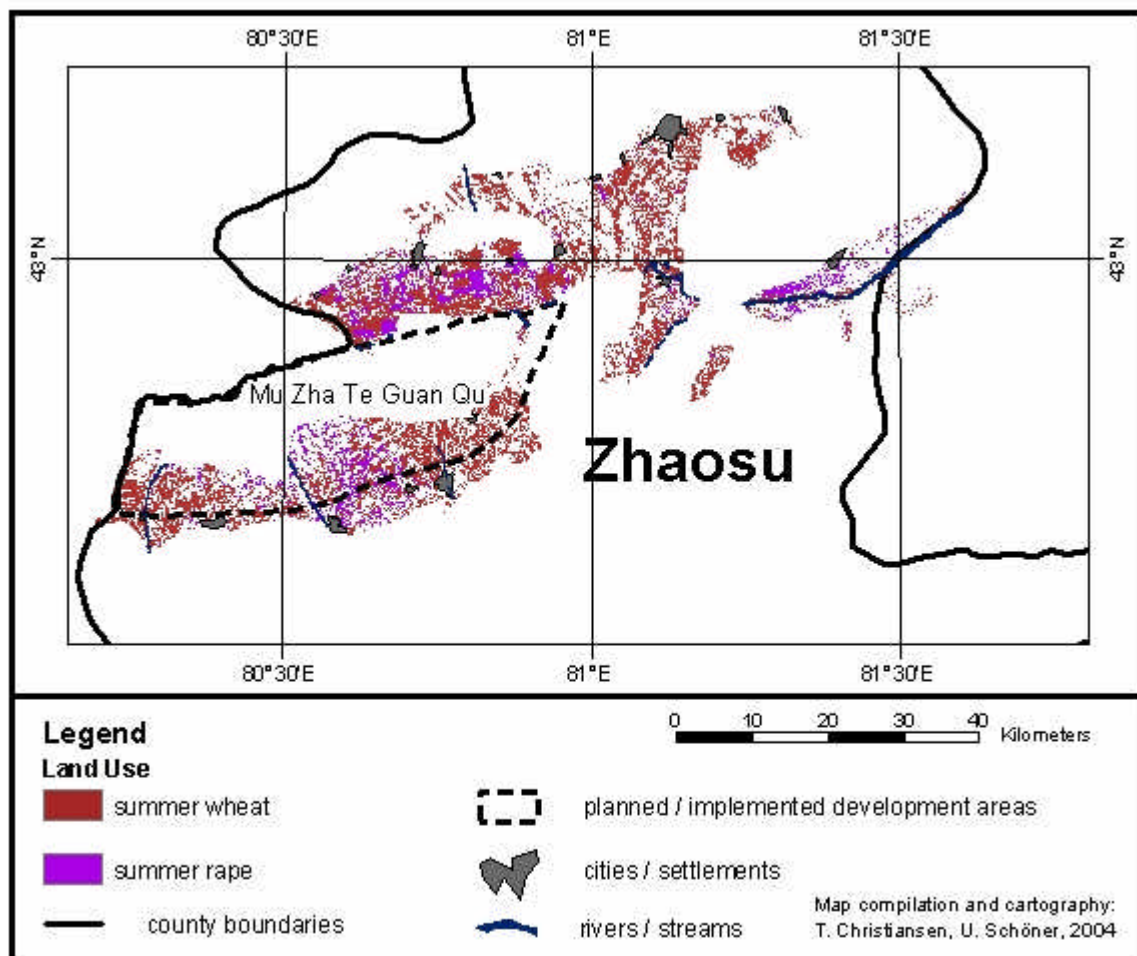 80°30'E 81°E 81°30'E
43°N 43°N
Mu Zha Te Guan Qu
Zhaosu
80°30'E 81°E 81°30'E
Legend
0 10 20 30 40 Kilometers
Land Use
summer wheat
planned / implemented development areas
summer rape
cities / settlements
county boundaries
rivers / streams
Map compilation and cartography:
T. Christiansen, U. Schöner, 2004